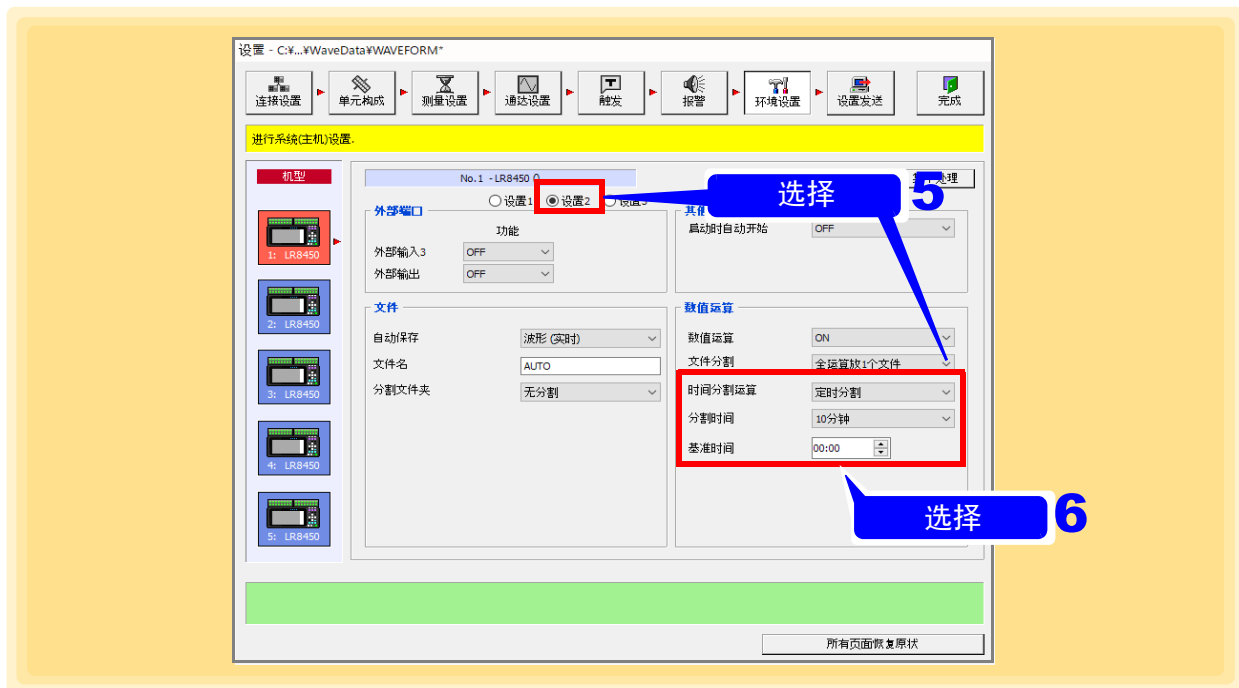 设置 - C:¥...¥WaveData¥WAVEFORM*
连接设置 单元构成 测量设置 通达设置 触发 报警 环境设置 设置发送 完成
进行系统(主机)设置.
机型
No.1 - LR8450
处理
5
选择
设置1 设置2
外部端口
其他
功能
启动时自动开始 OFF
外部输入3 OFF
外部输出 OFF
1: LR8450
2: LR8450
3: LR8450
4: LR8450
5: LR8450
文件
自动保存 波形 (实时)
文件名 AUTO
分割文件夹 无分割
数值运算
数值运算 ON
文件分割 全运算放1个文件
时间分割运算 定时分割
分割时间 10分钟
基准时间 00:00
选择
6
所有页面恢复原状